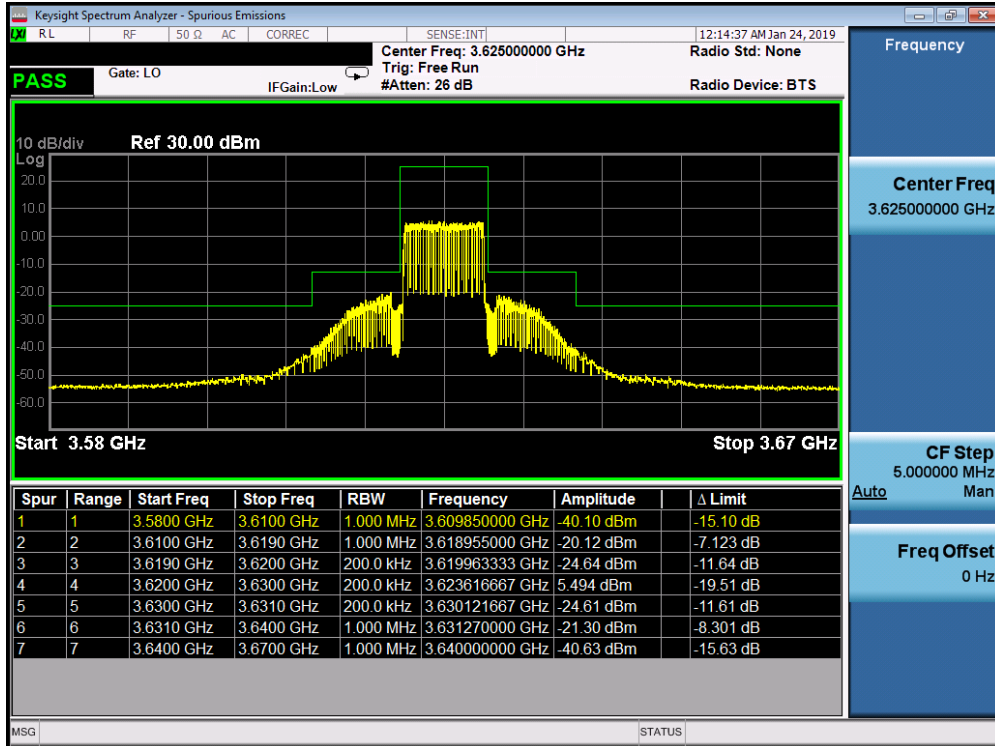 Keysight Spectrum Analyzer - Spurious Emissions
LXI RL RF 50 Ω AC CORREC SENSE:INT 12:14:37 AM Jan 24, 2019
Center Freq: 3.625000000 GHz Radio Std: None
PASS Gate: LO Trig: Free Run
IFGain:Low #Atten: 26 dB Radio Device: BTS
10 dB/div Ref 30.00 dBm
Log
20.0
10.0
0.00
-10.0
-20.0
-30.0
-40.0
-50.0
-60.0
Start 3.58 GHz Stop 3.67 GHz
Spur Range Start Freq Stop Freq RBW Frequency Amplitude Δ Limit
1 1 3.5800 GHz 3.6100 GHz 1.000 MHz 3.609850000 GHz -40.10 dBm -15.10 dB
2 2 3.6100 GHz 3.6190 GHz 1.000 MHz 3.618955000 GHz -20.12 dBm -7.123 dB
3 3 3.6190 GHz 3.6200 GHz 200.0 kHz 3.619963333 GHz -24.64 dBm -11.64 dB
4 4 3.6200 GHz 3.6300 GHz 200.0 kHz 3.623616667 GHz 5.494 dBm -19.51 dB
5 5 3.6300 GHz 3.6310 GHz 200.0 kHz 3.630121667 GHz -24.61 dBm -11.61 dB
6 6 3.6310 GHz 3.6400 GHz 1.000 MHz 3.631270000 GHz -21.30 dBm -8.301 dB
7 7 3.6400 GHz 3.6700 GHz 1.000 MHz 3.640000000 GHz -40.63 dBm -15.63 dB
MSG STATUS
Frequency
Center Freq
3.625000000 GHz
CF Step
5.000000 MHz
Auto Man
Freq Offset
0 Hz